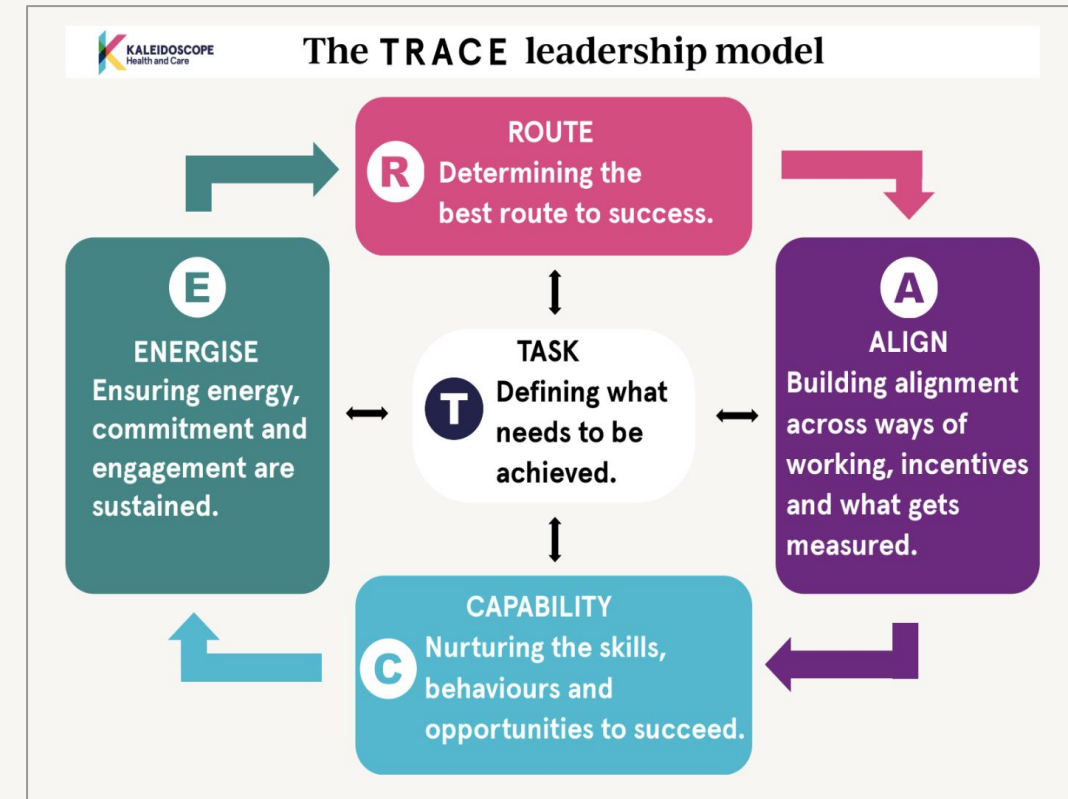 KALEIDOSCOPE
Health and Care
The TRACE leadership model
ROUTE
R
Determining the
best route to success.
E
ENERGISE
Ensuring energy,
commitment and
engagement are
sustained.
TASK
T
Defining what
needs to be
achieved.
A
ALIGN
Building alignment
across ways of
working, incentives
and what gets
measured.
CAPABILITY
C
Nurturing the skills,
behaviours and
opportunities to succeed.